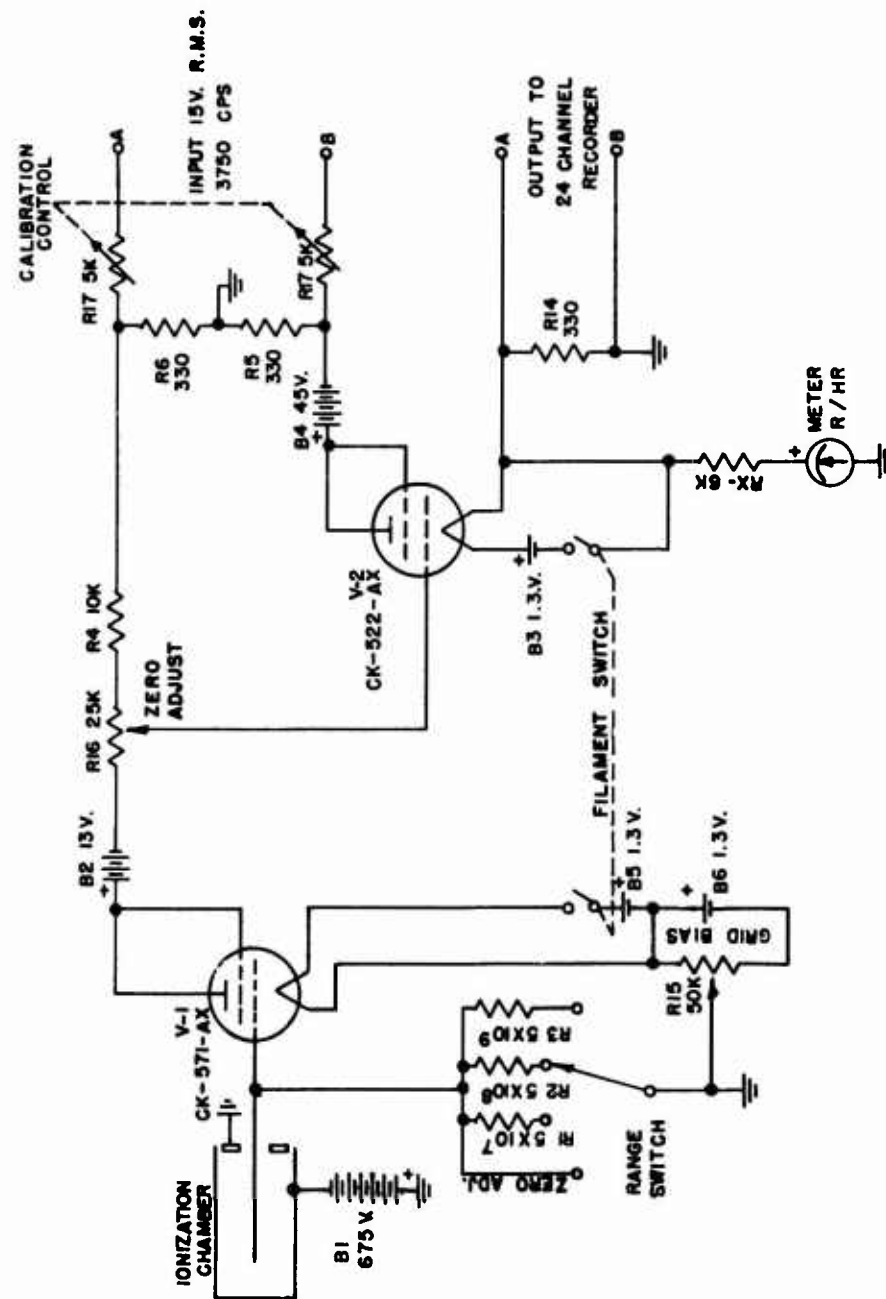 CALIBRATION
CONTROL
R17 5K
A
INPUT 15V. R.M.S.
3750 CPS
R6
330
R5
330
R17 5K
B
B2 13V.
+
R16 25K
R4 10K
ZERO
ADJUST
B4 45V.
+
V-1
CK-571-AX
V-2
CK-522-AX
IONIZATION
CHAMBER
B1
675 V.
+
A
OUTPUT TO
24 CHANNEL
RECORDER
B
R14
330
B3 1.3V.
+
FILAMENT SWITCH
RX-6K
+
METER
R/HR
B5 1.3V.
+
B6 1.3V.
+
GRID BIAS
R15
50K
ZERO ADJ.
R1 5X10⁷
R2 5X10⁸
R3 5X10⁹
RANGE
SWITCH